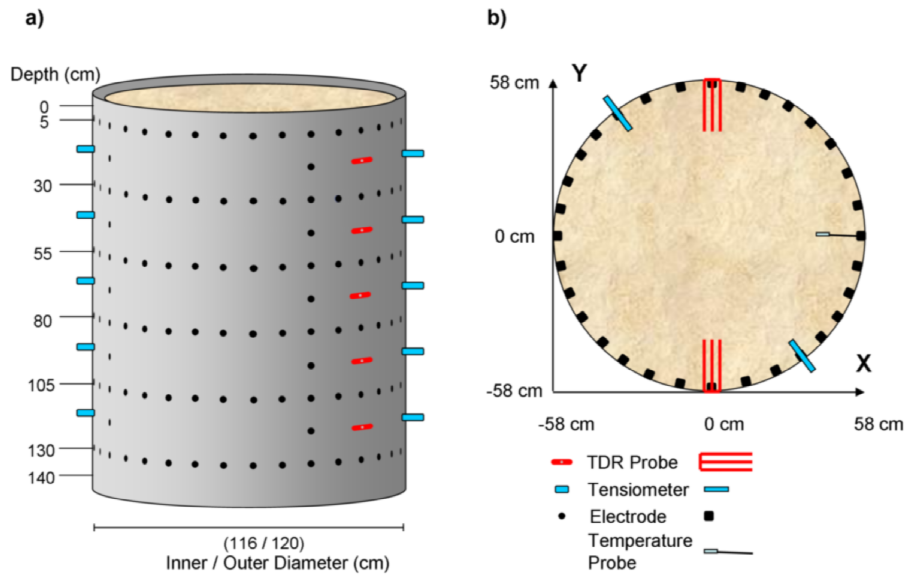 a)
Depth (cm)
0
5
30
55
80
105
130
140
(116 / 120)
Inner / Outer Diameter (cm)
b)
Y
58 cm
0 cm
-58 cm
X
-58 cm
0 cm
58 cm
TDR Probe
Tensiometer
Electrode
Temperature
Probe